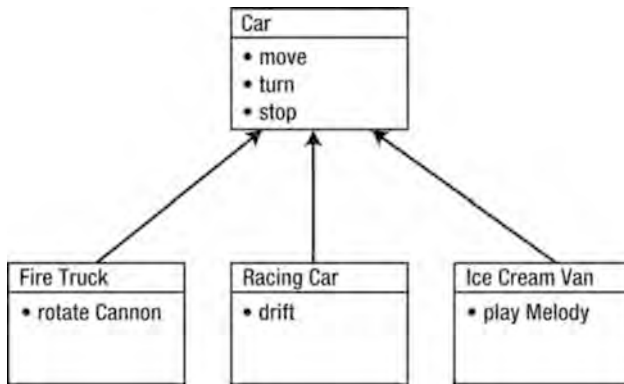 Car
• move
• turn
• stop
Fire Truck
• rotate Cannon
Racing Car
• drift
Ice Cream Van
• play Melody